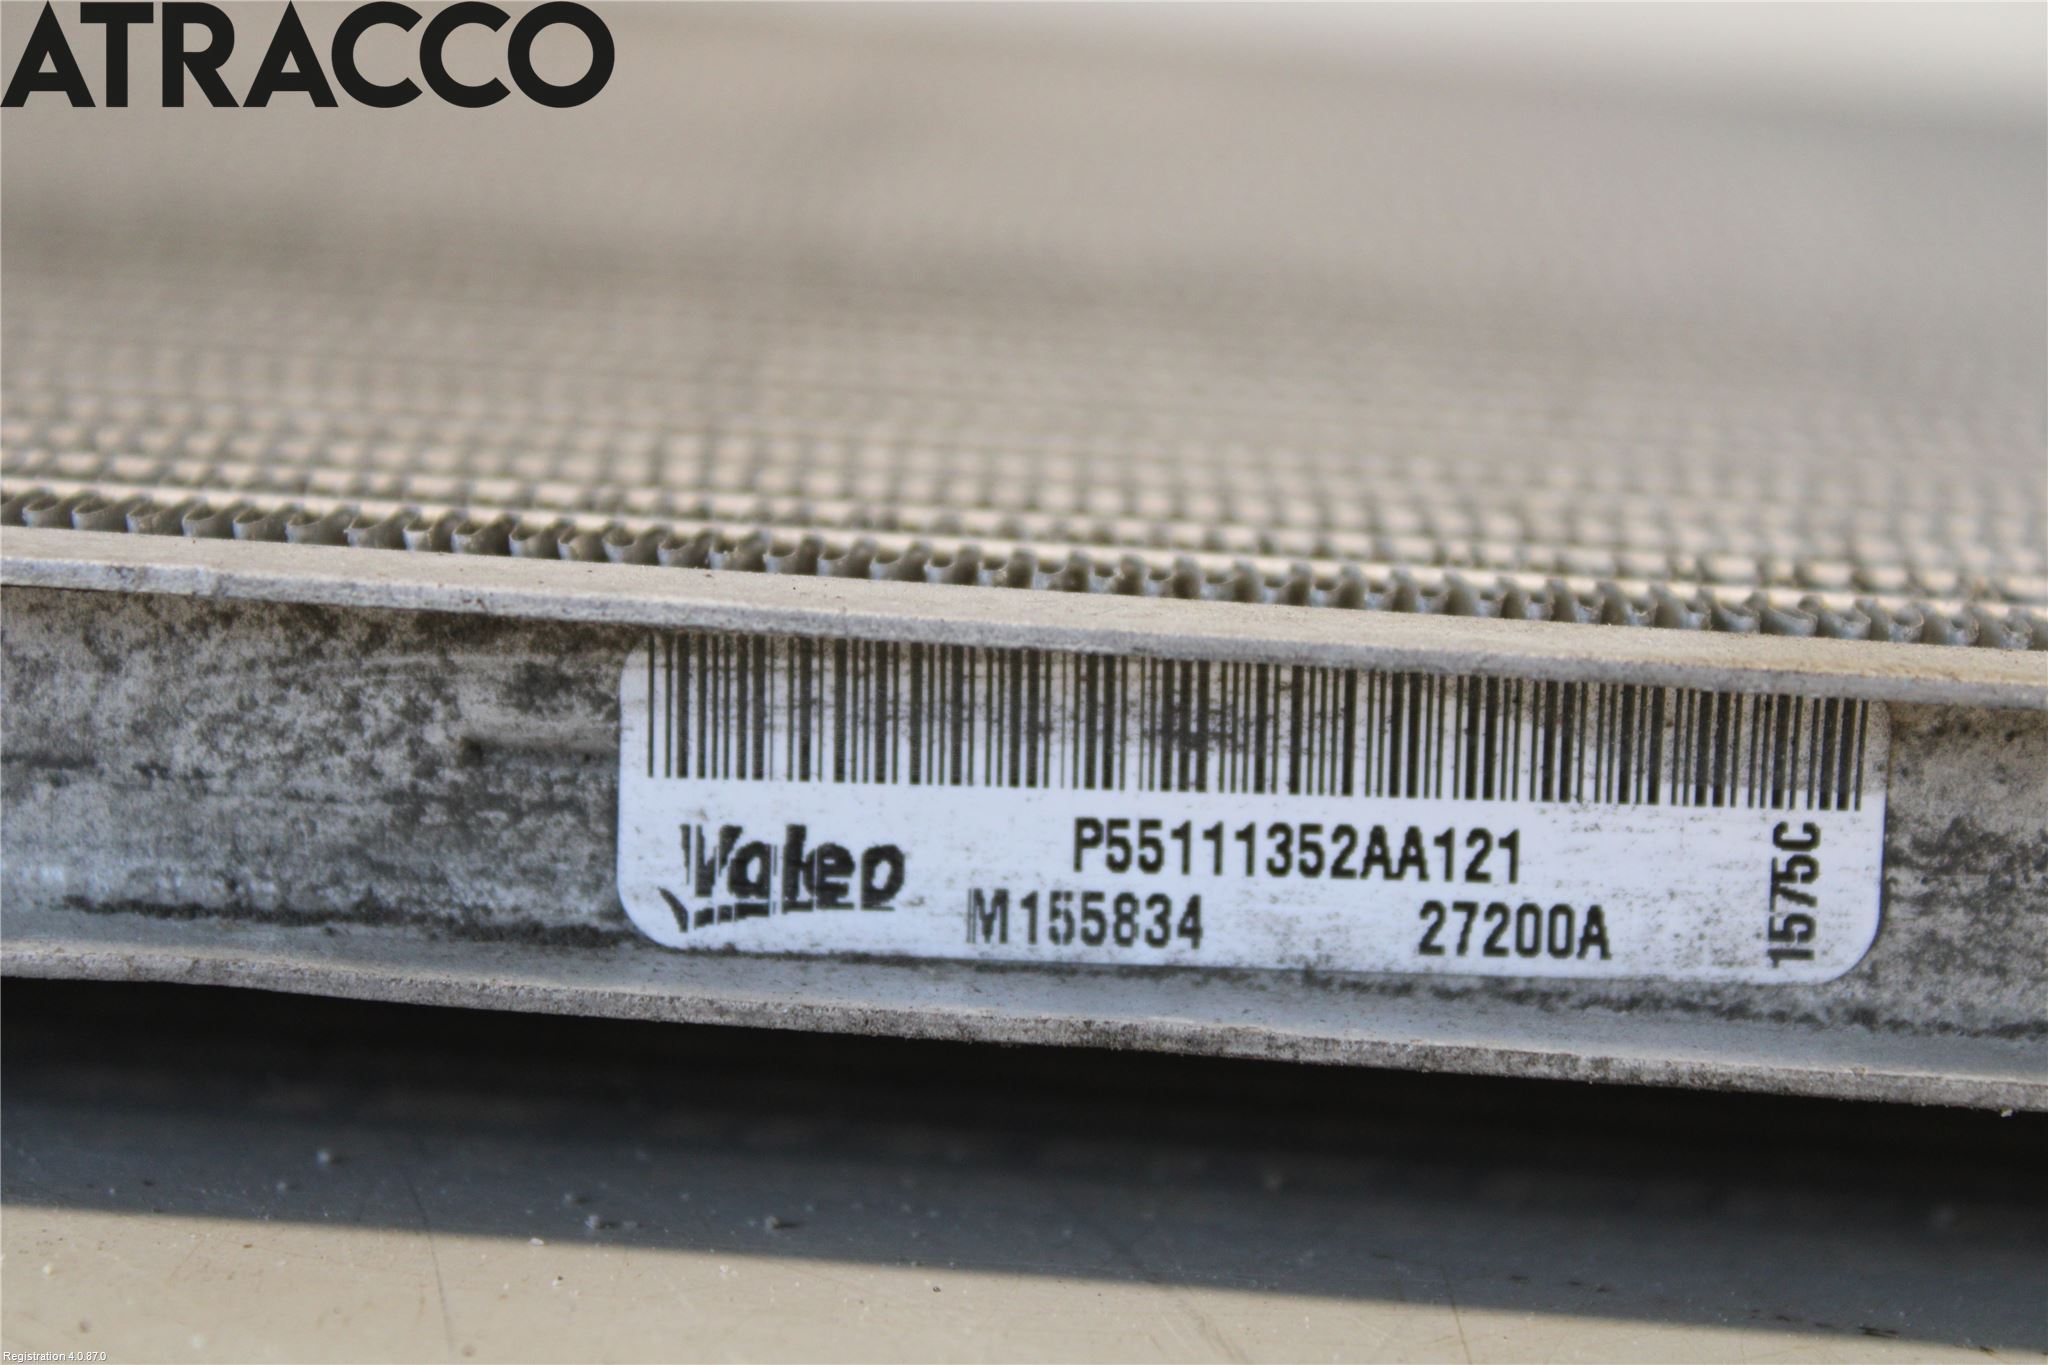 ATRACCO
Valeo
P55111352AA121
M155834 27200A
1575C
Registration 4.0.87.0